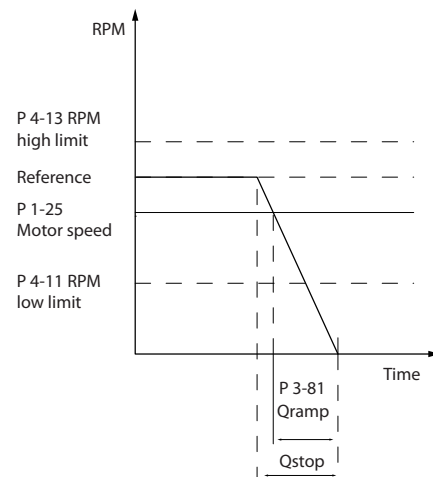 RPM
P 4-13 RPM
high limit
Reference
P 1-25
Motor speed
P 4-11 RPM
low limit
Time
P 3-81
Qramp
Qstop